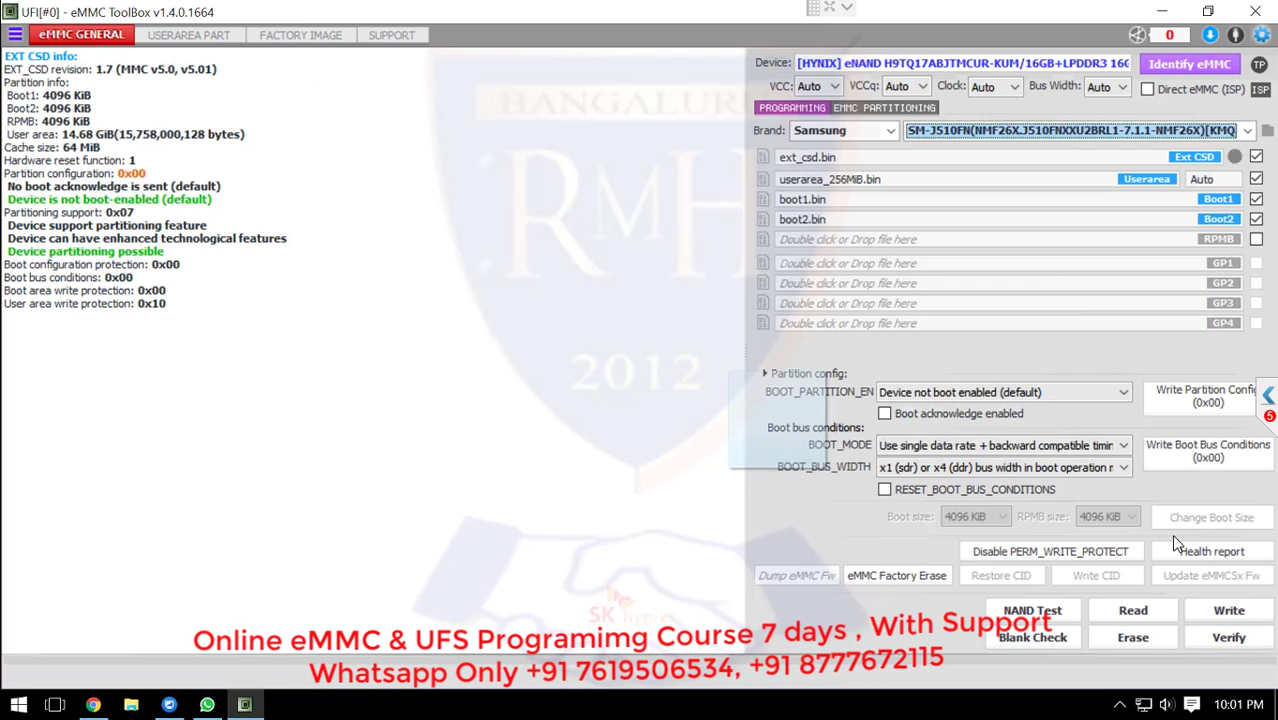 UFI[#0] - eMMC ToolBox v1.4.0.1664
eMMC GENERAL
USERAREA PART
FACTORY IMAGE
SUPPORT
0
EXT CSD info:
EXT_CSD revision: 1.7 (MMC v5.0, v5.01)
Partition info:
Boot1: 4096 KiB
Boot2: 4096 KiB
RPMB: 4096 KiB
User area: 14.68 GiB(15,758,000,128 bytes)
Cache size: 64 MiB
Hardware reset function: 1
Partition configuration: 0x00
No boot acknowledge is sent (default)
Device is not boot-enabled (default)
Partitioning support: 0x07
Device support partitioning feature
Device can have enhanced technological features
Device partitioning possible
Boot configuration protection: 0x00
Boot bus conditions: 0x00
Boot area write protection: 0x00
User area write protection: 0x10
BANGALURU
RMH
2012
SK hynix
Device: [HYNIX] eNAND H9TQ17ABJTMCUR-KUM/16GB+LPDDR3 16G Identify eMMC TP
VCC: Auto VCCq: Auto Clock: Auto Bus Width: Auto Direct eMMC (ISP) ISP
PROGRAMMING EMMC PARTITIONING
Brand: Samsung SM-J510FN(NMF26X.J510FNXXU2BRL1-7.1.1-NMF26X)[KMQ
ext_csd.bin Ext CSD
userarea_256MiB.bin Userarea Auto
boot1.bin Boot1
boot2.bin Boot2
Double click or Drop file here RPMB
Double click or Drop file here GP1
Double click or Drop file here GP2
Double click or Drop file here GP3
Double click or Drop file here GP4
Partition config:
BOOT_PARTITION_EN Device not boot enabled (default) Write Partition Config
(0x00)
Boot acknowledge enabled
5
Boot bus conditions:
BOOT_MODE Use single data rate + backward compatible timin Write Boot Bus Conditions
(0x00)
BOOT_BUS_WIDTH x1 (sdr) or x4 (ddr) bus width in boot operation m
RESET_BOOT_BUS_CONDITIONS
Boot size: 4096 KiB RPMB size: 4096 KiB Change Boot Size
Disable PERM_WRITE_PROTECT Health report
Dump eMMC Fw eMMC Factory Erase Restore CID Write CID Update eMMC5x Fw
NAND Test Read Write
Blank Check Erase Verify
Online eMMC & UFS Programimg Course 7 days , With Support
Whatsapp Only +91 7619506534, +91 8777672115
10:01 PM